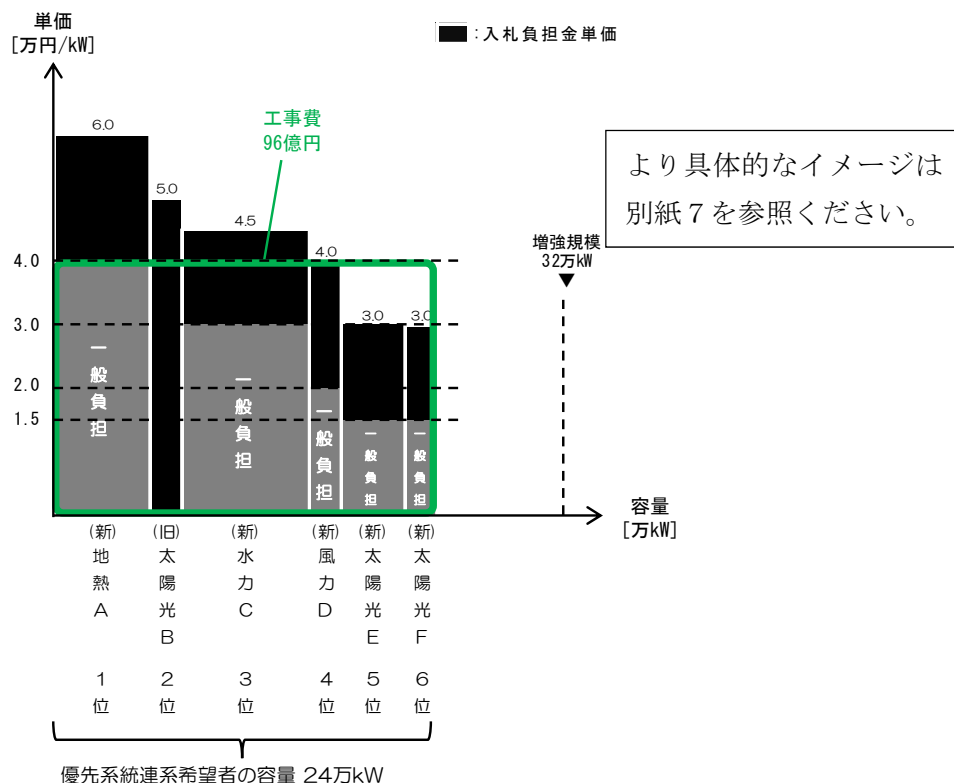 単価
[万円/kW]
■:入札負担金単価
工事費
96億円
より具体的なイメージは
別紙7を参照ください。
増強規模
32万kW
▼
6.0
5.0
4.5
4.0
3.0
3.0
4.0
3.0
2.0
1.5
一般負担
一般負担
一般負担
一般負担
一般負担
容量
[万kW]
(新)地熱A
(旧)太陽光B
(新)水力C
(新)風力D
(新)太陽光E
(新)太陽光F
1位
2位
3位
4位
5位
6位
優先系統連系希望者の容量 24万kW